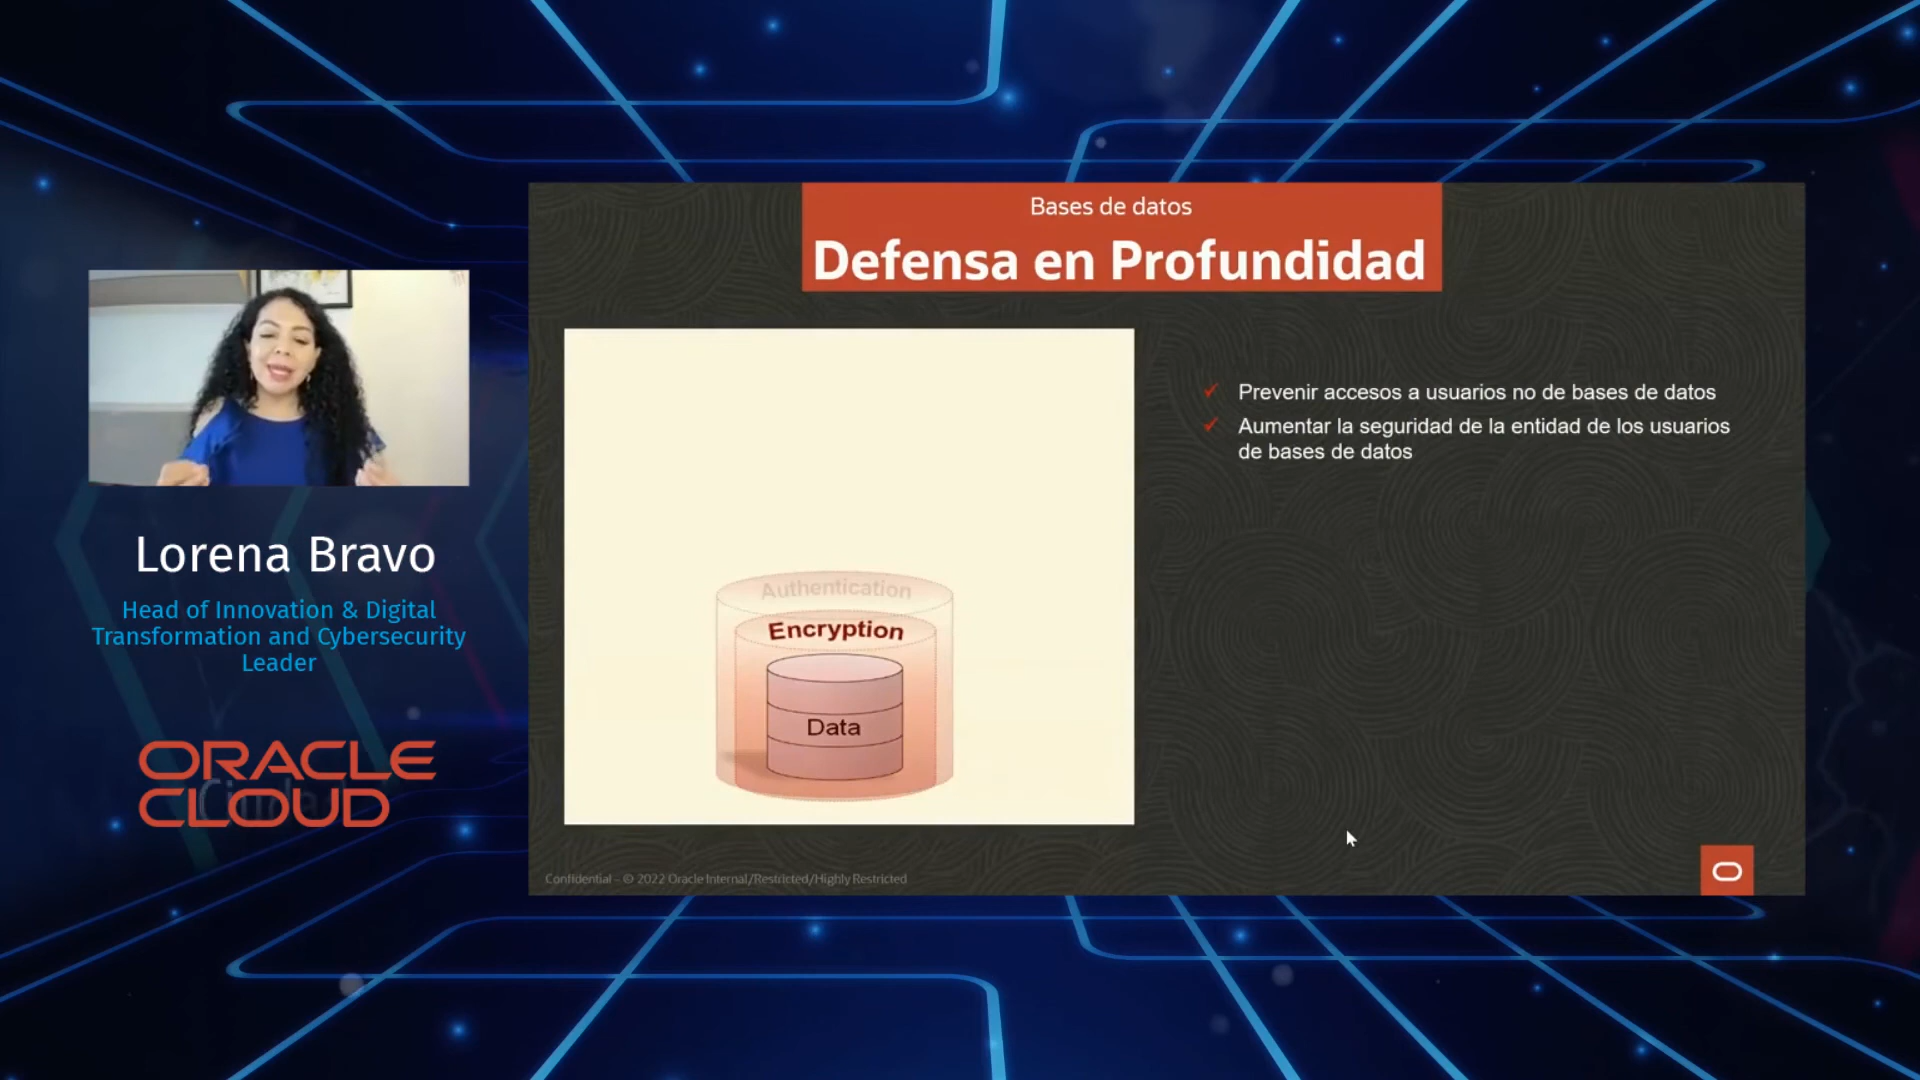 Bases de datos
Defensa en Profundidad
Prevenir accesos a usuarios no de bases de datos
Aumentar la seguridad de la entidad de los usuarios
de bases de datos
Authentication
Encryption
Data
Confidential – © 2022 Oracle Internal/Restricted/Highly Restricted
Lorena Bravo
Head of Innovation & Digital
Transformation and Cybersecurity
Leader
ORACLE
CLOUD